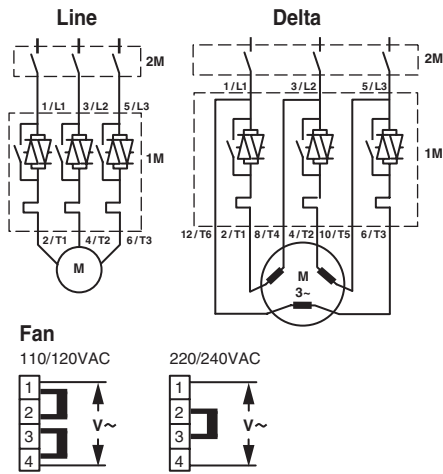 Line Delta
2M 2M
1/L1 3/L2 5/L3 1/L1 3/L2 5/L3
1M 1M
2/T1 4/T2 6/T3 12/T6 2/T1 8/T4 4/T2 10/T5 6/T3
M M
3~
Fan
110/120VAC 220/240VAC
1 1
2 2
V~ V~
3 3
4 4